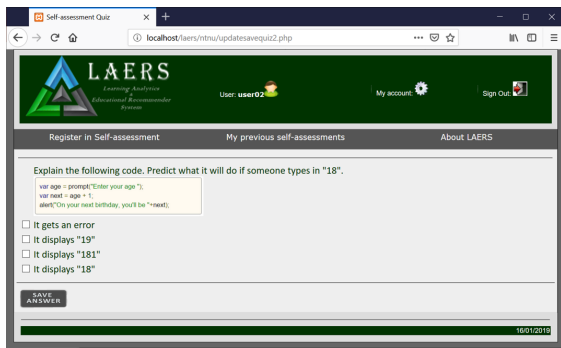 Self-assessment Quiz
localhost/laers/ntnu/updatesavequiz2.php
LAERS
Learning Analytics
&
Educational Recommender
System
User: user02
My account:
Sign Out:
Register in Self-assessment
My previous self-assessments
About LAERS
Explain the following code. Predict what it will do if someone types in "18".
var age = prompt("Enter your age ");
var next = age + 1;
alert("On your next birthday, you'll be "+next);
It gets an error
It displays "19"
It displays "181"
It displays "18"
SAVE
ANSWER
16/01/2019